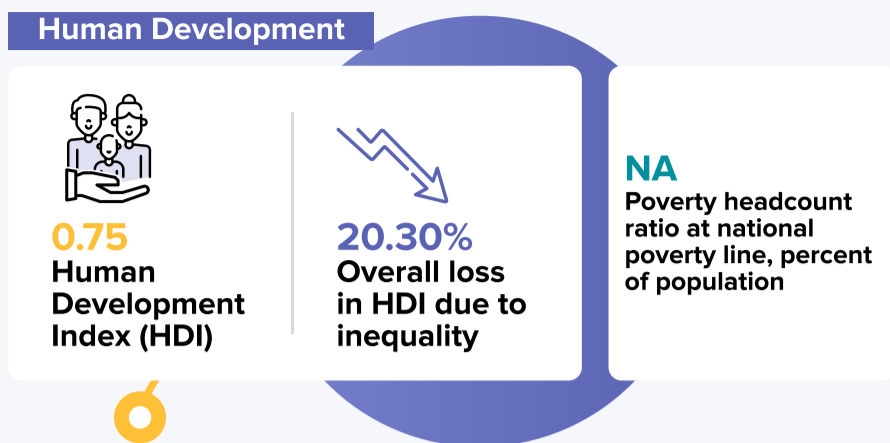 Human Development
0.75
Human
Development
Index (HDI)
20.30%
Overall loss
in HDI due to
inequality
NA
Poverty headcount
ratio at national
poverty line, percent
of population